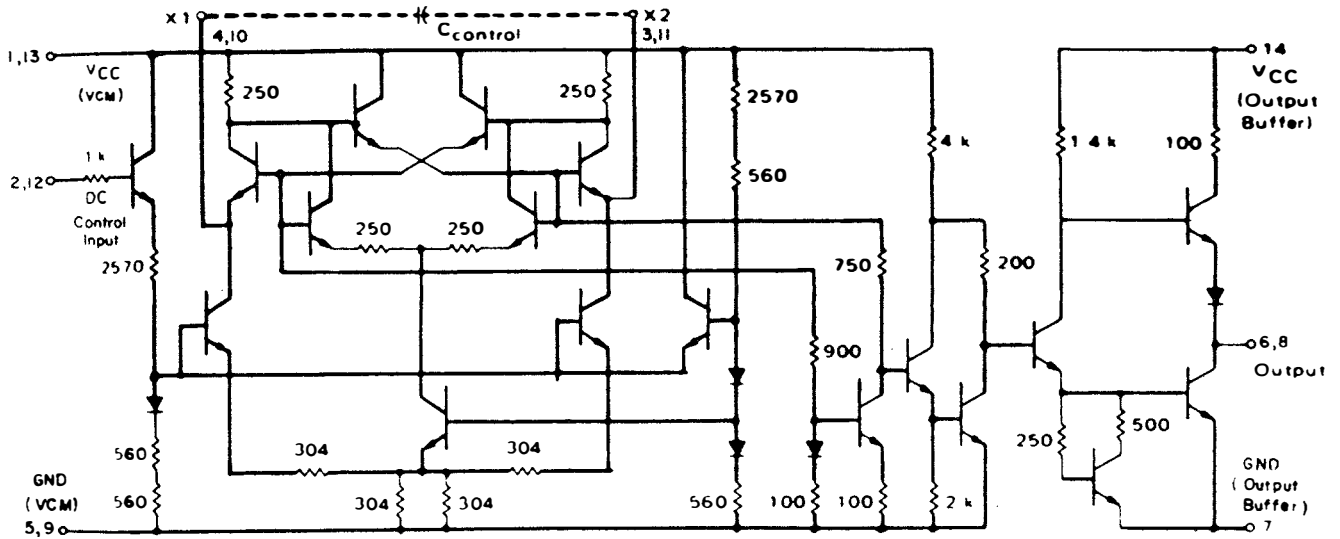 X 1
X 2
4,10
C control
3,11
1,13
VCC
(VCM)
250
250
2570
14
VCC
(Output
Buffer)
4 k
1 4 k
100
1 k
560
2,12
DC
Control
Input
250
250
2570
750
200
900
6,8
Output
304
304
560
250
500
GND
(VCM)
560
304
304
560
100
100
2 k
GND
(Output
Buffer)
5,9
7